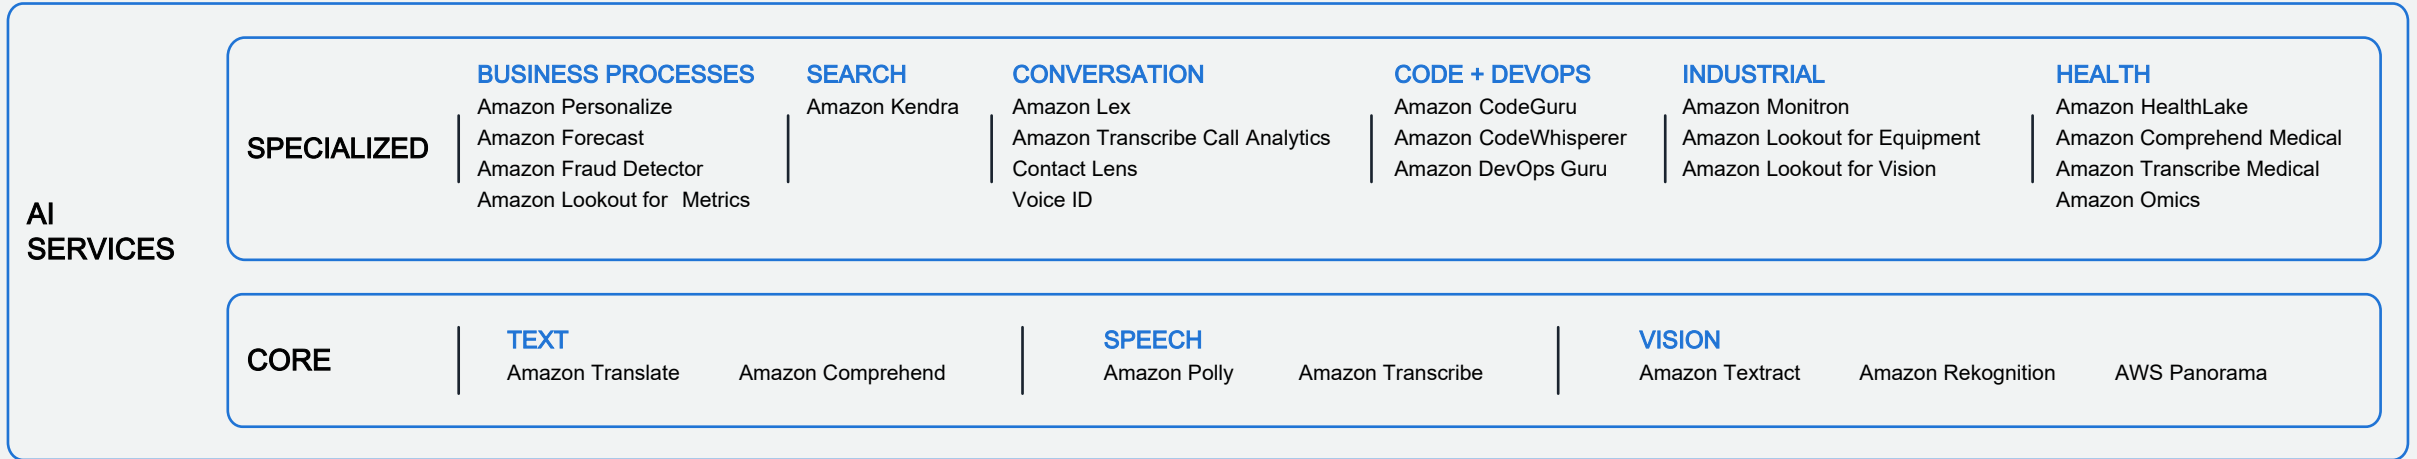 AI
SERVICES
SPECIALIZED
BUSINESS PROCESSES
Amazon Personalize
Amazon Forecast
Amazon Fraud Detector
Amazon Lookout for Metrics
SEARCH
Amazon Kendra
CONVERSATION
Amazon Lex
Amazon Transcribe Call Analytics
Contact Lens
Voice ID
CODE + DEVOPS
Amazon CodeGuru
Amazon CodeWhisperer
Amazon DevOps Guru
INDUSTRIAL
Amazon Monitron
Amazon Lookout for Equipment
Amazon Lookout for Vision
HEALTH
Amazon HealthLake
Amazon Comprehend Medical
Amazon Transcribe Medical
Amazon Omics
CORE
TEXT
Amazon Translate Amazon Comprehend
SPEECH
Amazon Polly Amazon Transcribe
VISION
Amazon Textract Amazon Rekognition AWS Panorama